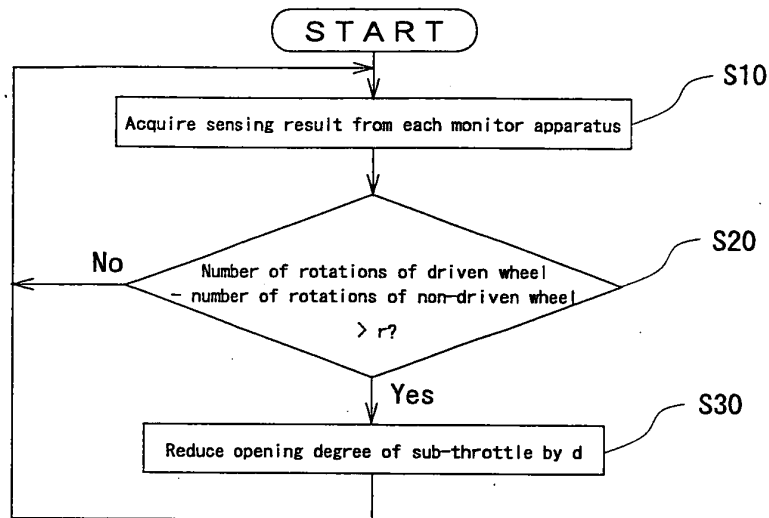 START
S10
Acquire sensing result from each monitor apparatus
S20
No
Number of rotations of driven wheel
− number of rotations of non-driven wheel
> r?
Yes
S30
Reduce opening degree of sub-throttle by d